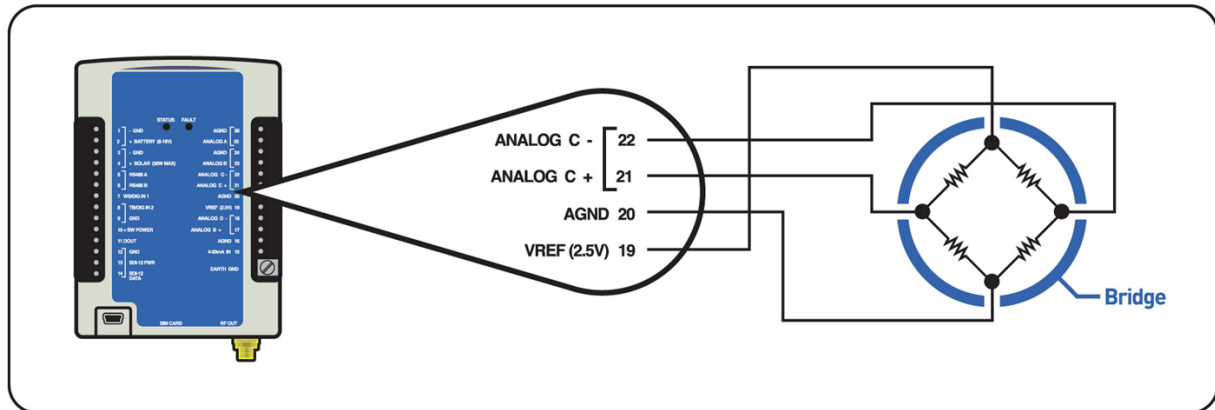 STATUS FAULT
1 - GND
2 + BATTERY (8-16V)
3 - GND
4 + SOLAR (30W MAX)
5 RS485 A
6 RS485 B
7 WS/DIG IN 1
8 TB/DIG IN 2
9 GND
10 + SW POWER
11 DOUT
12 GND
13 SDI-12 PWR
14 SDI-12
DATA
AGND 26
ANALOG A 25
AGND 24
ANALOG B 23
ANALOG C - 22
ANALOG C + 21
AGND 20
VREF (2.5V) 19
ANALOG D - 18
ANALOG D + 17
AGND 16
4-20mA IN 15
EARTH GND
SIM CARD RF OUT
ANALOG C - 22
ANALOG C + 21
AGND 20
VREF (2.5V) 19
Bridge